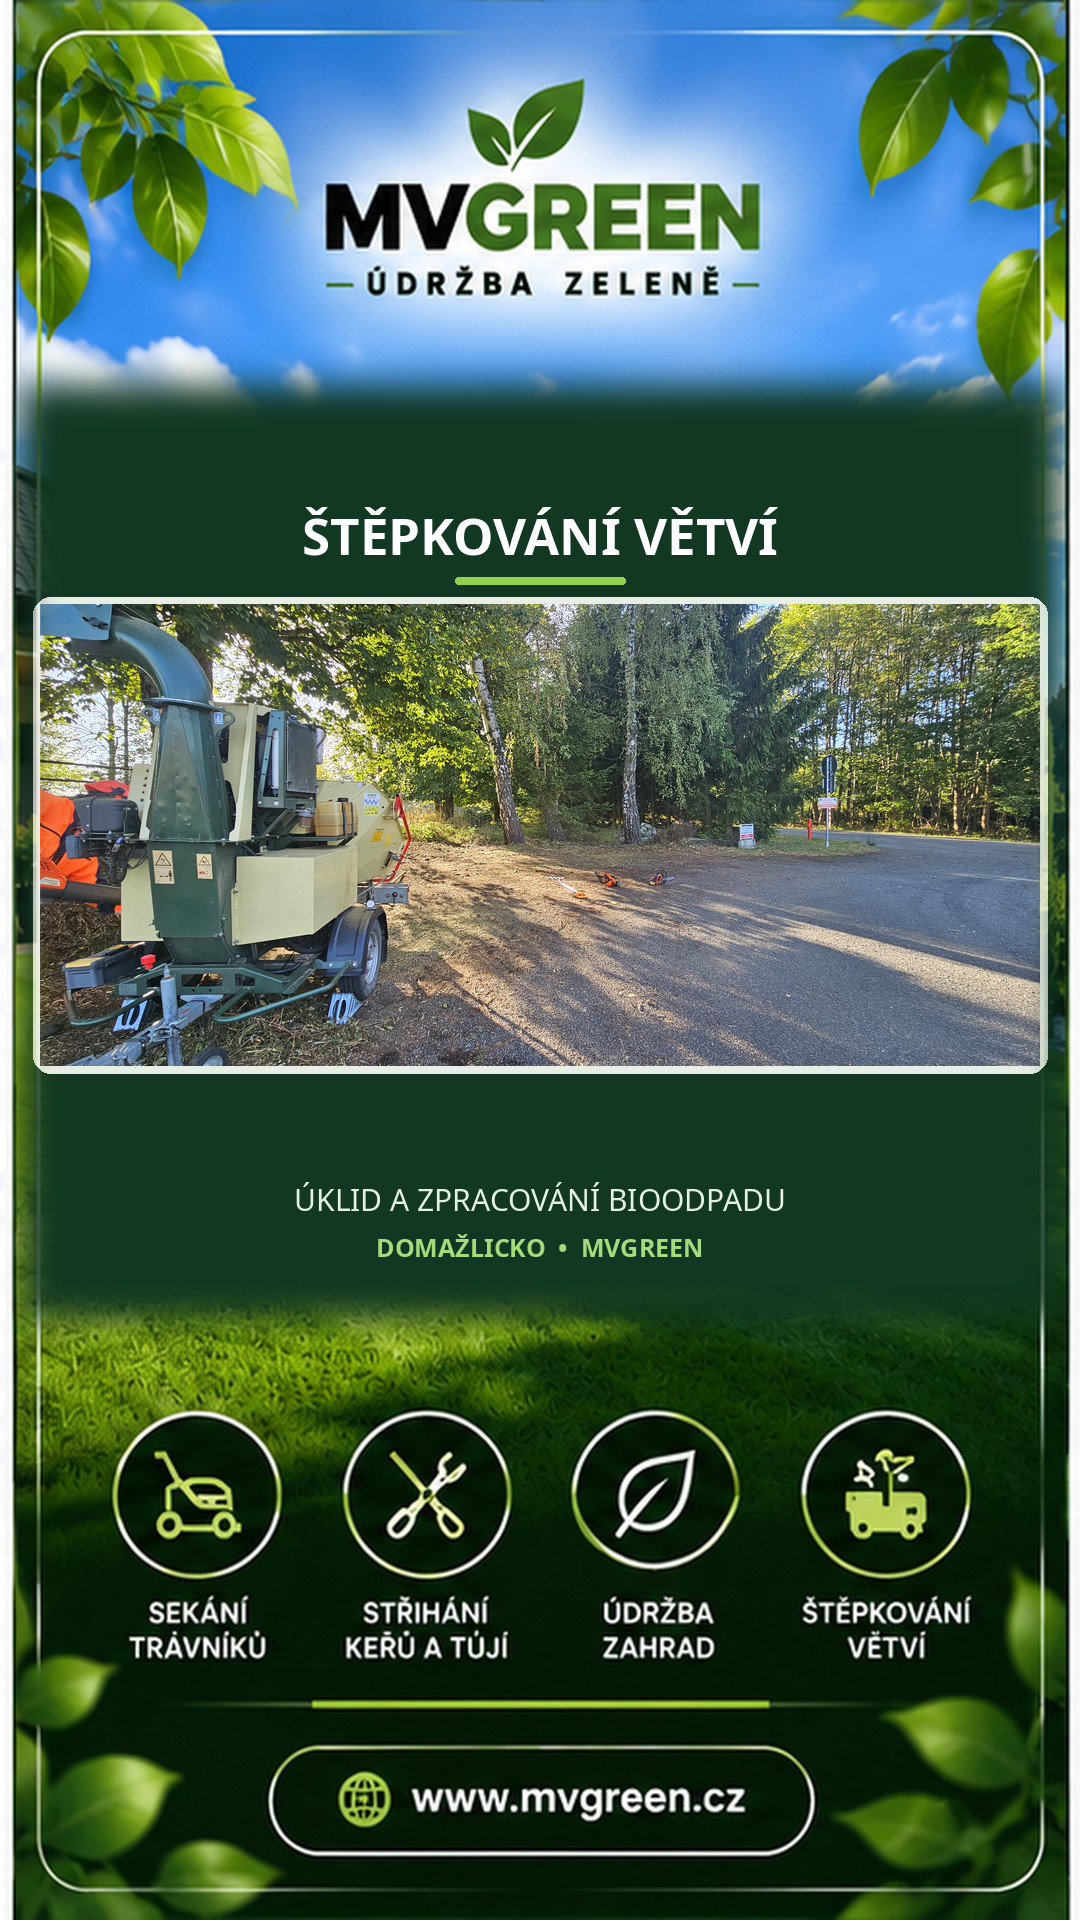 MVGREEN
ÚDRŽBA ZELENĚ
ŠTĚPKOVÁNÍ VĚTVÍ
ÚKLID A ZPRACOVÁNÍ BIOODPADU
DOMAŽLICKO • MVGREEN
SEKÁNÍ
TRÁVNÍKŮ
STŘIHÁNÍ
KEŘŮ A TÚJÍ
ÚDRŽBA
ZAHRAD
ŠTĚPKOVÁNÍ
VĚTVÍ
www.mvgreen.cz